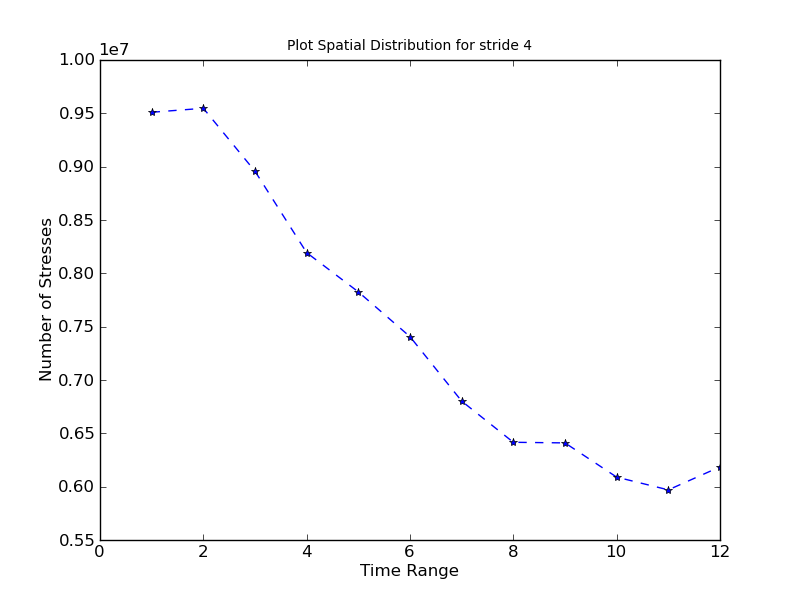 Plot Spatial Distribution for stride 4
1e7
1.00
0.95
0.90
0.85
0.80
0.75
0.70
0.65
0.60
0.55
Number of Stresses
0 2 4 6 8 10 12
Time Range